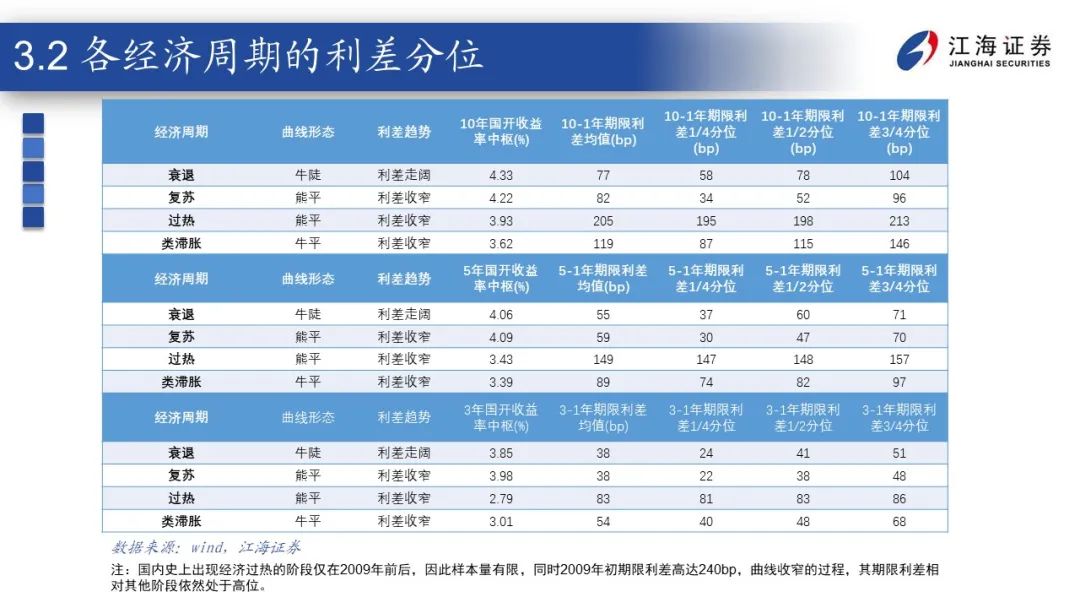 3.2 各经济周期的利差分位
江海证券
JIANGHAI SECURITIES
经济周期 曲线形态 利差趋势 10年国开收益率中枢(%) 10-1年期限利差均值(bp) 10-1年期限利差1/4分位(bp) 10-1年期限利差1/2分位(bp) 10-1年期限利差3/4分位(bp)
衰退 牛陡 利差走阔 4.33 77 58 78 104
复苏 熊平 利差收窄 4.22 82 34 52 96
过热 熊平 利差收窄 3.93 205 195 198 213
类滞胀 牛平 利差收窄 3.62 119 87 115 146
经济周期 曲线形态 利差趋势 5年国开收益率中枢(%) 5-1年期限利差均值(bp) 5-1年期限利差1/4分位 5-1年期限利差1/2分位 5-1年期限利差3/4分位
衰退 牛陡 利差走阔 4.06 55 37 60 71
复苏 熊平 利差收窄 4.09 59 30 47 70
过热 熊平 利差收窄 3.43 149 147 148 157
类滞胀 牛平 利差收窄 3.39 89 74 82 97
经济周期 曲线形态 利差趋势 3年国开收益率中枢(%) 3-1年期限利差均值(bp) 3-1年期限利差1/4分位 3-1年期限利差1/2分位 3-1年期限利差3/4分位
衰退 牛陡 利差走阔 3.85 38 24 41 51
复苏 熊平 利差收窄 3.98 38 22 38 48
过热 熊平 利差收窄 2.79 83 81 83 86
类滞胀 牛平 利差收窄 3.01 54 40 48 68
数据来源：wind，江海证券
注：国内史上出现经济过热的阶段仅在2009年前后，因此样本量有限，同时2009年初期限利差高达240bp，曲线收窄的过程，其期限利差相
对其他阶段依然处于高位。